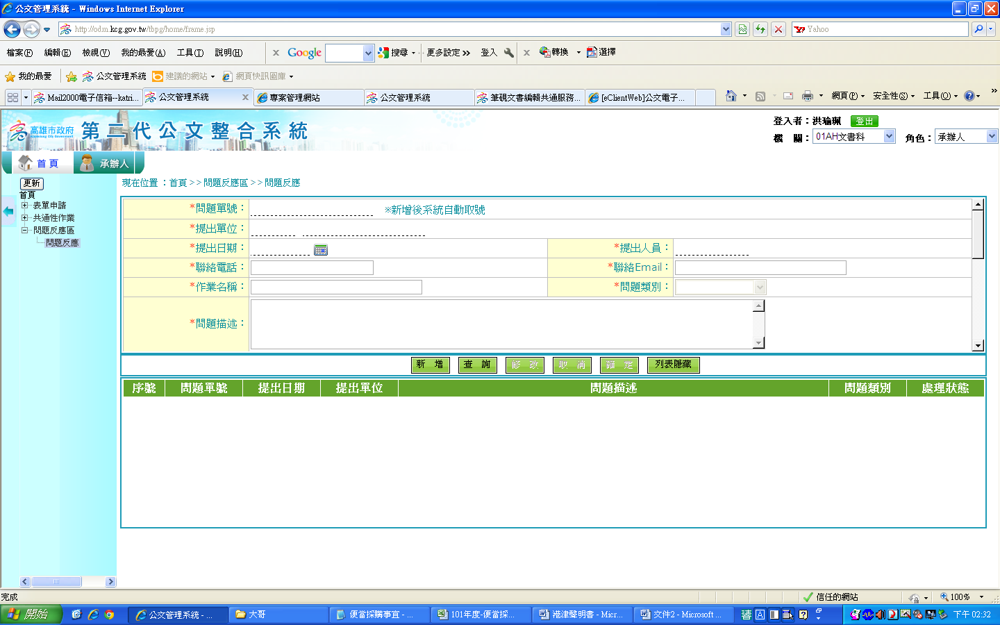 公文管理系統 - Windows Internet Explorer
http://odm.kcg.gov.tw/tbpg/home/frame.jsp
Yahoo
檔案(F) 編輯(E) 檢視(V) 我的最愛(A) 工具(T) 說明(H)
x Google 搜尋 更多設定 >> 登入 x 轉換 選擇
我的最愛 公文管理系統 建議的網站 網頁快訊圖庫
Mail2000電子信箱--katri... 公文管理系統 x 專案管理網站 公文管理系統 筆硯文書編輯共通服務... [eClientWeb]公文電子... 網頁(P) 安全性(S) 工具(O) >>
高雄市政府 第二代公文整合系統
登入者：洪瑜珮 登出
機 關：01AH文書科 角色：承辦人
首頁 承辦人
更新
首頁
表單申請
共通性作業
問題反應區
問題反應
現在位置 ：首頁>>問題反應區>>問題反應
*問題單號： ※新增後系統自動取號
*提出單位：
*提出日期： *提出人員：
*聯絡電話： *聯絡Email：
*作業名稱： *問題類別：
*問題描述：
新 增 查 詢 修 改 取 消 確 定 列表隱藏
序號 問題單號 提出日期 提出單位 問題描述 問題類別 處理狀態
完成 信任的網站 100%
開始 公文管理系統 - ... 大哥 便當採購事宜 - ... 101年度-便當採... 港津聲明書 - Micr... 文件2 - Microsoft ... 下午 02:32